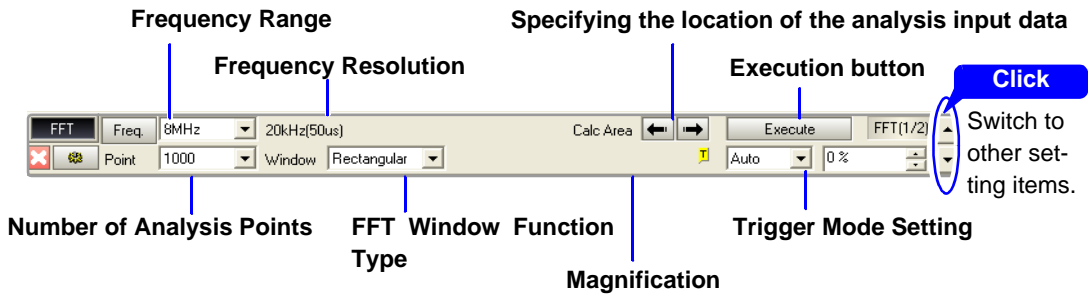 Frequency Range
Specifying the location of the analysis input data
Frequency Resolution
Execution button
Click
FFT Freq. 8MHz 20kHz(50us) Calc Area Execute FFT(1/2)
Point 1000 Window Rectangular T Auto 0 %
Switch to
other set-
ting items.
Number of Analysis Points
FFT Window Function
Type
Trigger Mode Setting
Magnification